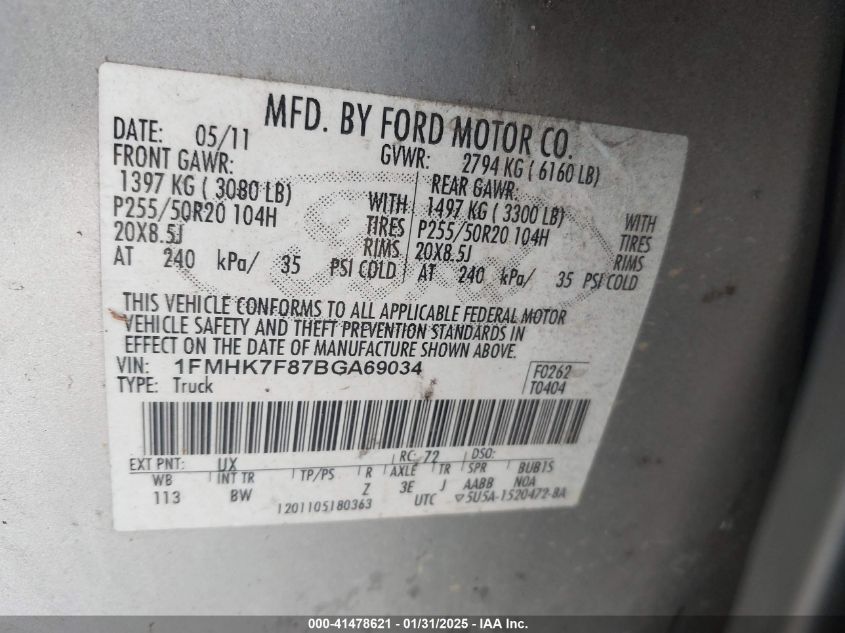 MFD. BY FORD MOTOR CO.
DATE: 05/11 GVWR: 2794 KG ( 6160 LB)
FRONT GAWR: REAR GAWR:
1397 KG ( 3080 LB) WITH 1497 KG ( 3300 LB) WITH
P255/50R20 104H TIRES P255/50R20 104H TIRES
20X8.5J RIMS 20X8.5J RIMS
AT 240 kPa/ 35 PSI COLD AT 240 kPa/ 35 PSI COLD
THIS VEHICLE CONFORMS TO ALL APPLICABLE FEDERAL MOTOR
VEHICLE SAFETY AND THEFT PREVENTION STANDARDS IN
EFFECT ON THE DATE OF MANUFACTURE SHOWN ABOVE.
VIN: 1FMHK7F87BGA69034 F0262
TYPE: Truck T0404
EXT PNT: UX RC: 72 DSO:
WB INT TR TP/PS R AXLE TR SPR BUB15
113 BW Z 3E J AABB NOA
1201105180363 UTC ▽5U5A-1520472-BA
000-41478621 - 01/31/2025 - IAA Inc.